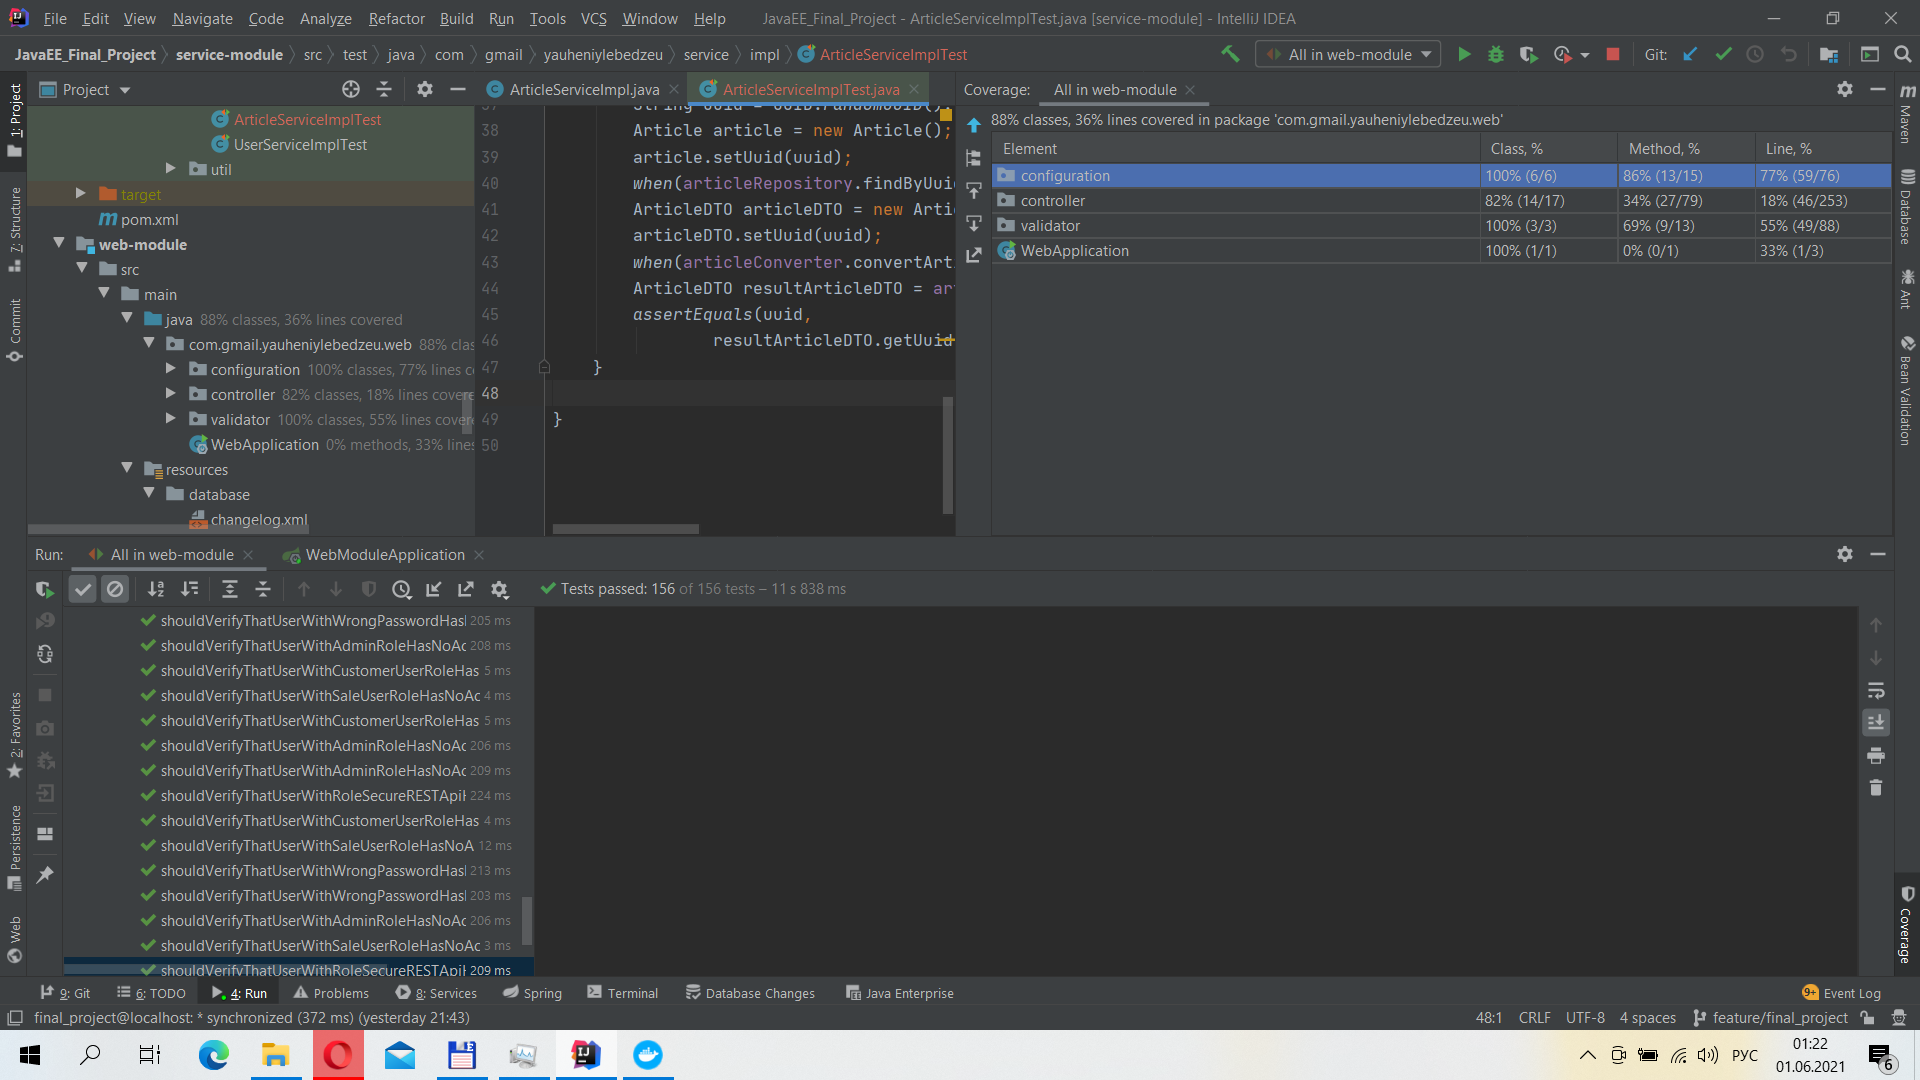 File Edit View Navigate Code Analyze Refactor Build Run Tools VCS Window Help JavaEE_Final_Project - ArticleServiceImplTest.java [service-module] - IntelliJ IDEA
JavaEE_Final_Project service-module src test java com gmail yauheniylebedzeu service impl ArticleServiceImplTest All in web-module Git:
1: Project
7: Structure
Commit
2: Favorites
Persistence
Web
Project
ArticleServiceImplTest
UserServiceImplTest
util
target
pom.xml
web-module
src
main
java 88% classes, 36% lines covered
com.gmail.yauheniylebedzeu.web 88% clas
configuration 100% classes, 77% lines c
controller 82% classes, 18% lines covere
validator 100% classes, 55% lines cover
WebApplication 0% methods, 33% lines
resources
database
changelog.xml
ArticleServiceImpl.java ArticleServiceImplTest.java
38 Article article = new Article();
39 article.setUuid(uuid);
40 when(articleRepository.findByUuid
41 ArticleDTO articleDTO = new Artic
42 articleDTO.setUuid(uuid);
43 when(articleConverter.convertArti
44 ArticleDTO resultArticleDTO = art
45 assertEquals(uuid,
46 resultArticleDTO.getUuid
47 }
48
49 }
50
Coverage: All in web-module
88% classes, 36% lines covered in package 'com.gmail.yauheniylebedzeu.web'
Element Class, % Method, % Line, %
configuration 100% (6/6) 86% (13/15) 77% (59/76)
controller 82% (14/17) 34% (27/79) 18% (46/253)
validator 100% (3/3) 69% (9/13) 55% (49/88)
WebApplication 100% (1/1) 0% (0/1) 33% (1/3)
Maven
Database
Ant
Bean Validation
Coverage
Run: All in web-module WebModuleApplication
Tests passed: 156 of 156 tests – 11 s 838 ms
shouldVerifyThatUserWithWrongPasswordHas 205 ms
shouldVerifyThatUserWithAdminRoleHasNoAc 208 ms
shouldVerifyThatUserWithCustomerUserRoleHas 5 ms
shouldVerifyThatUserWithSaleUserRoleHasNoAc 4 ms
shouldVerifyThatUserWithCustomerUserRoleHas 5 ms
shouldVerifyThatUserWithAdminRoleHasNoAc 206 ms
shouldVerifyThatUserWithAdminRoleHasNoAc 209 ms
shouldVerifyThatUserWithRoleSecureRESTApiH 224 ms
shouldVerifyThatUserWithCustomerUserRoleHas 4 ms
shouldVerifyThatUserWithSaleUserRoleHasNoA 12 ms
shouldVerifyThatUserWithWrongPasswordHas 213 ms
shouldVerifyThatUserWithWrongPasswordHas 203 ms
shouldVerifyThatUserWithAdminRoleHasNoAc 206 ms
shouldVerifyThatUserWithSaleUserRoleHasNoAc 3 ms
shouldVerifyThatUserWithRoleSecureRESTApiH 209 ms
9: Git 6: TODO 4: Run Problems 8: Services Spring Terminal Database Changes Java Enterprise 9+ Event Log
final_project@localhost: * synchronized (372 ms) (yesterday 21:43) 48:1 CRLF UTF-8 4 spaces feature/final_project
РУС 01:22
01.06.2021 6